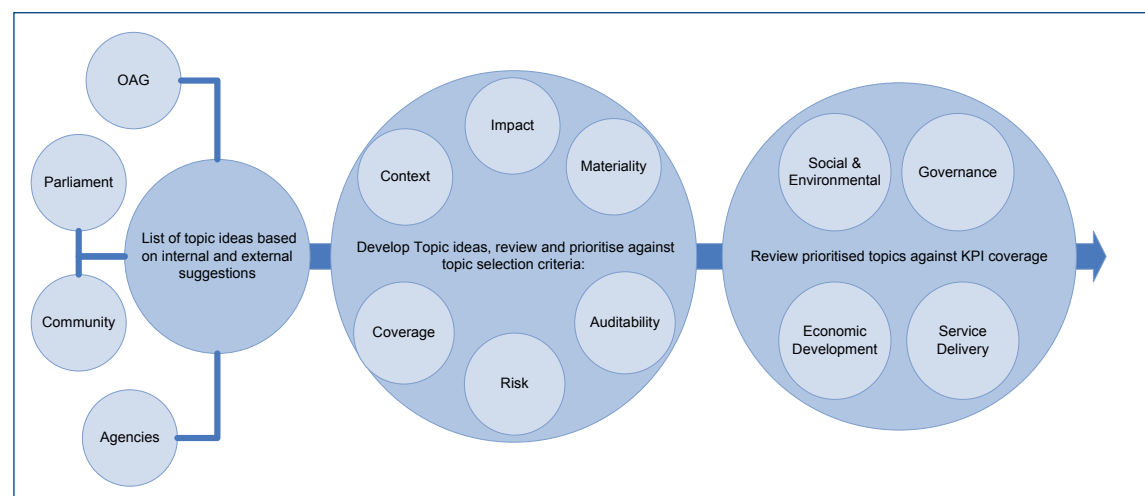 OAG
Parliament
Community
Agencies
List of topic ideas based
on internal and external
suggestions
Impact
Context
Materiality
Develop Topic ideas, review and prioritise against
topic selection criteria:
Coverage
Auditability
Risk
Social &
Environmental
Governance
Review prioritised topics against KPI coverage
Economic
Development
Service
Delivery